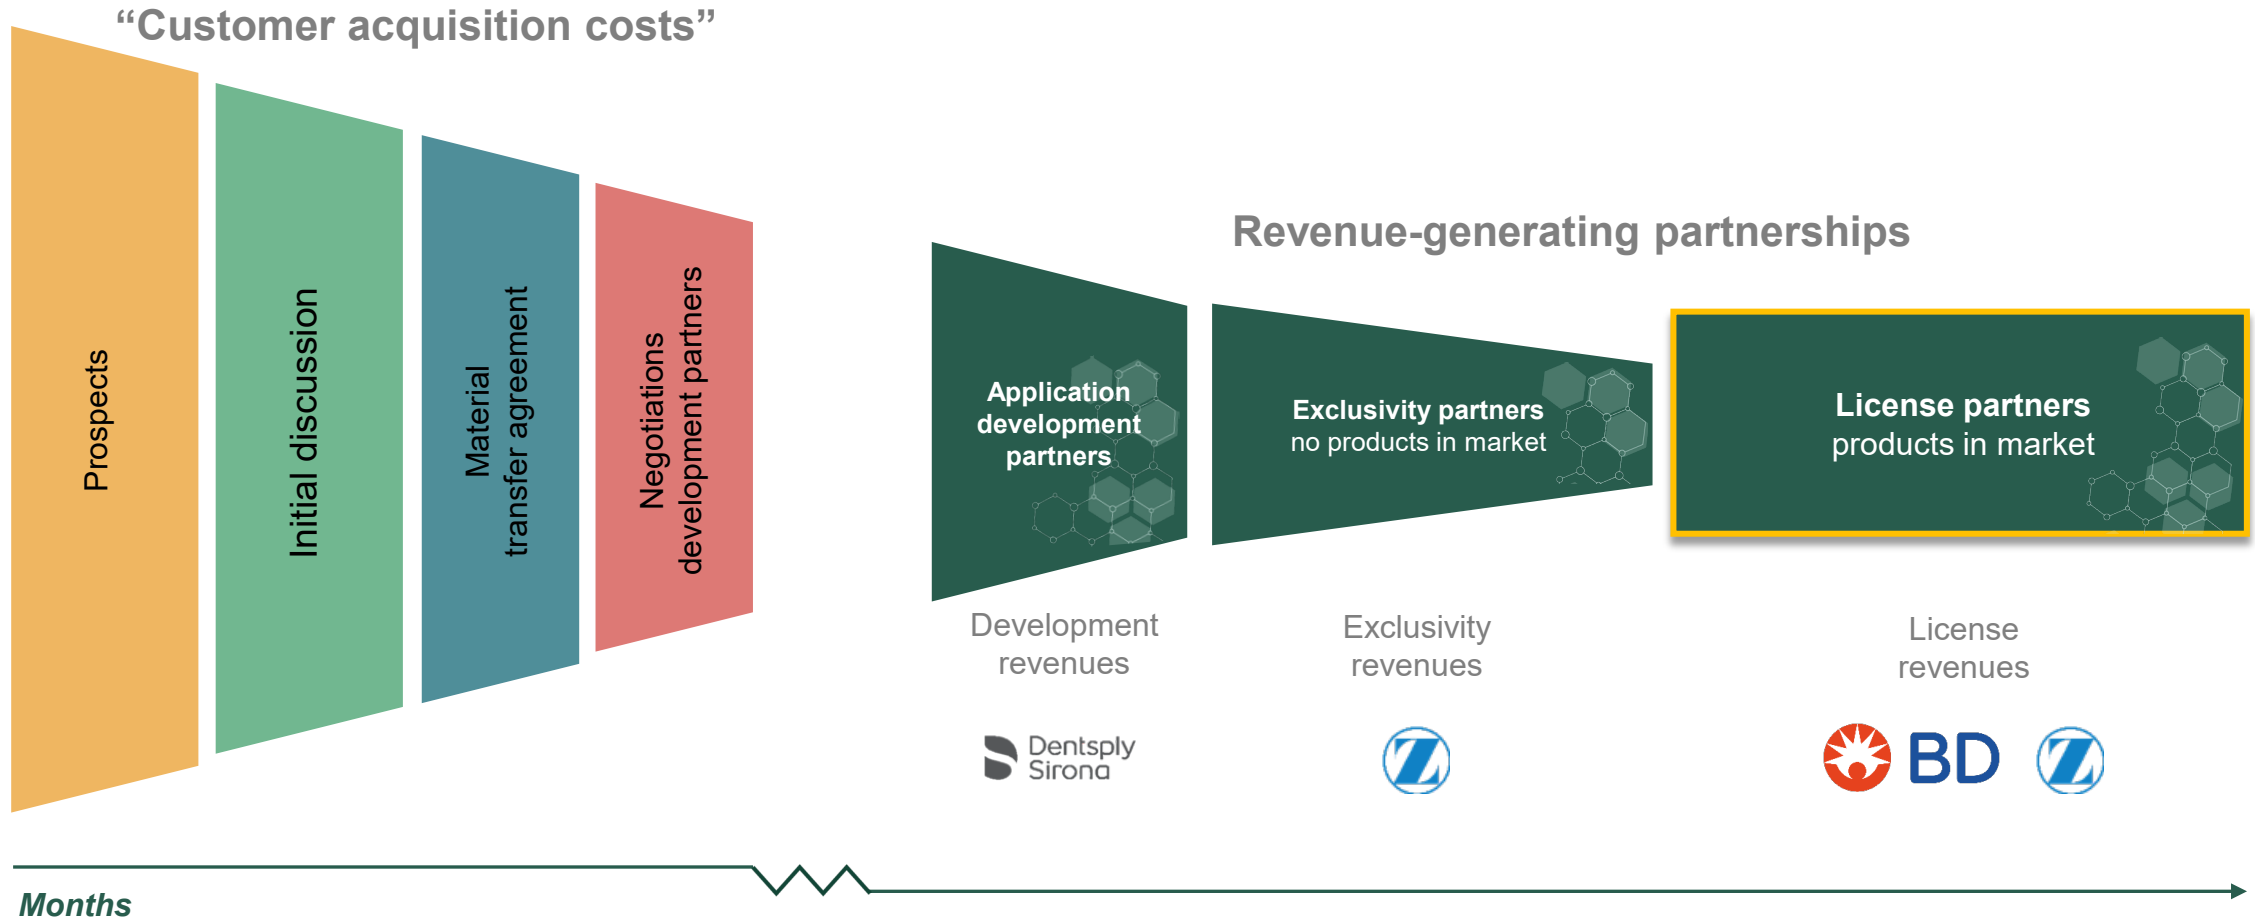 “Customer acquisition costs”
Prospects
Initial discussion
Material
transfer agreement
Negotiations
development partners
Revenue-generating partnerships
Application
development
partners
Exclusivity partners
no products in market
License partners
products in market
Development
revenues
Exclusivity
revenues
License
revenues
Dentsply
Sirona
Z
BD
Z
Months